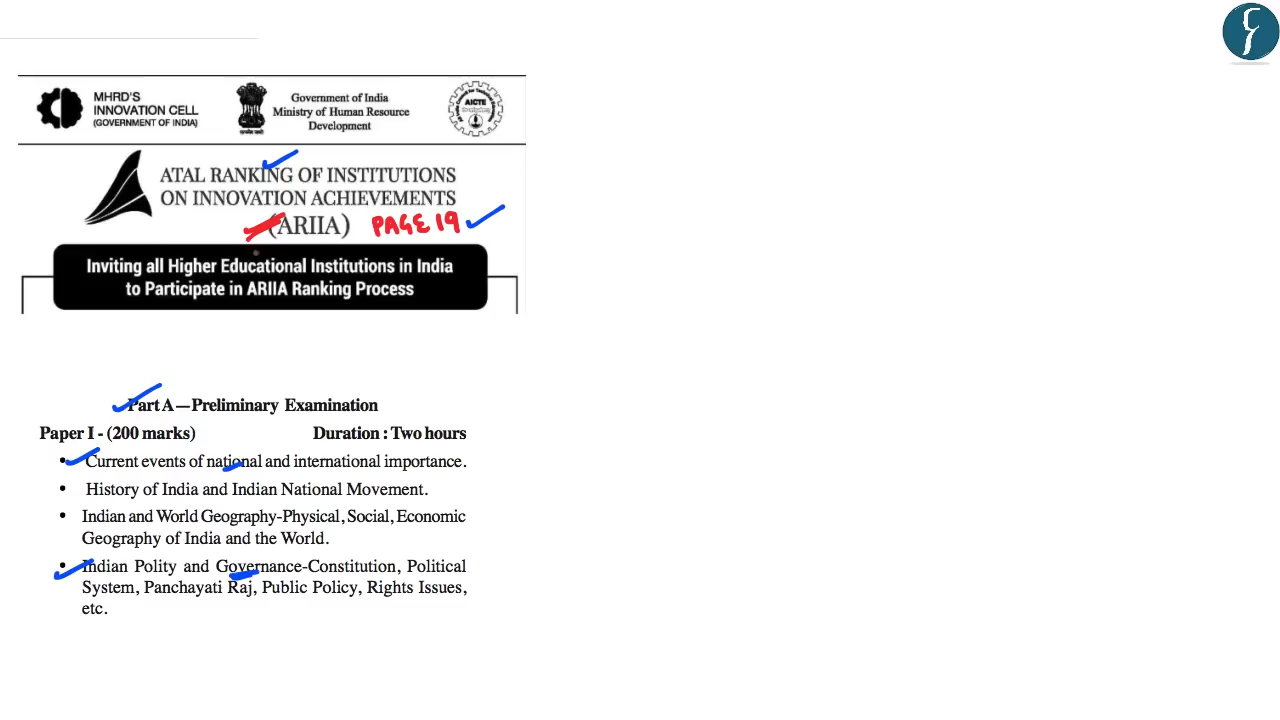 MHRD'S
INNOVATION CELL
(GOVERNMENT OF INDIA)
Government of India
Ministry of Human Resource
Development
AICTE
ATAL RANKING OF INSTITUTIONS
ON INNOVATION ACHIEVEMENTS
(ARIIA) PAGE 19
Inviting all Higher Educational Institutions in India
to Participate in ARIIA Ranking Process
Part A—Preliminary Examination
Paper I - (200 marks) Duration : Two hours
• Current events of national and international importance.
• History of India and Indian National Movement.
• Indian and World Geography-Physical, Social, Economic
Geography of India and the World.
• Indian Polity and Governance-Constitution, Political
System, Panchayati Raj, Public Policy, Rights Issues,
etc.